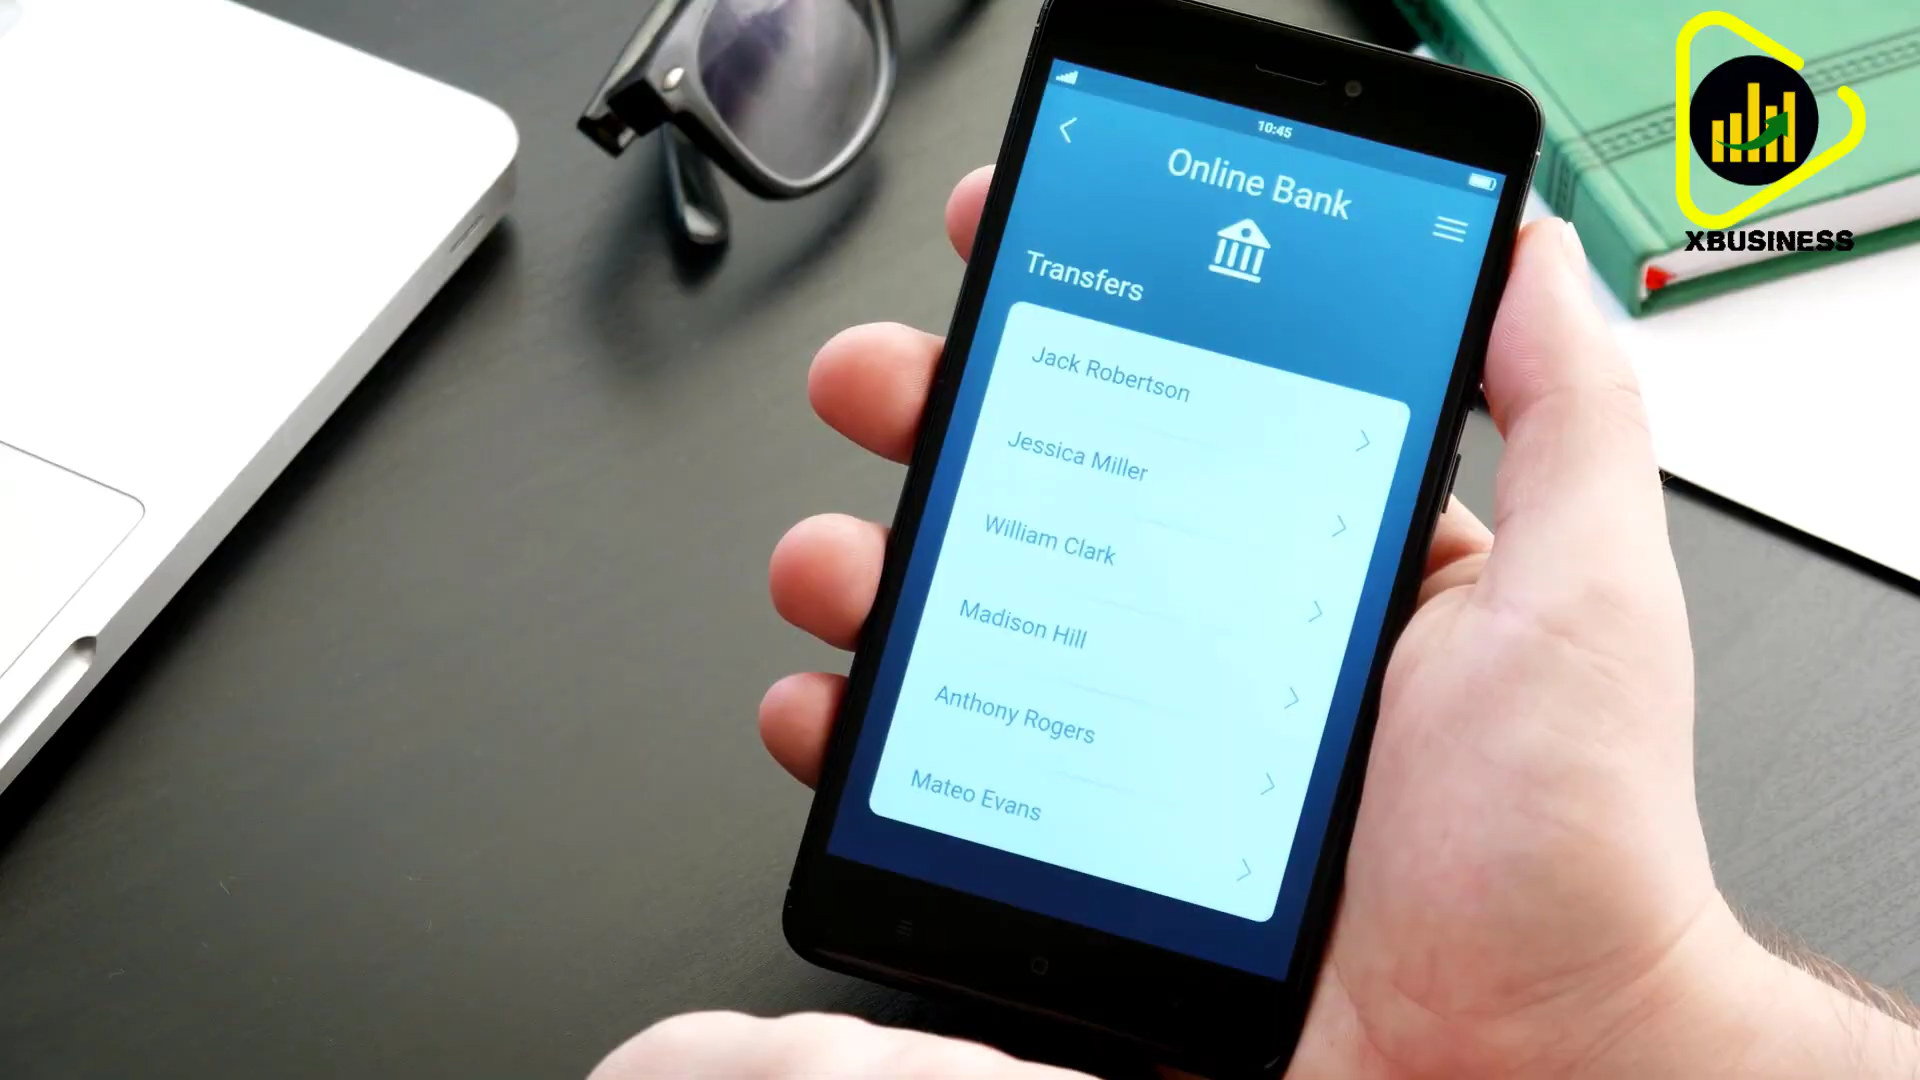 10:45
Online Bank
Transfers
Jack Robertson
Jessica Miller
William Clark
Madison Hill
Anthony Rogers
Mateo Evans
XBUSINESS